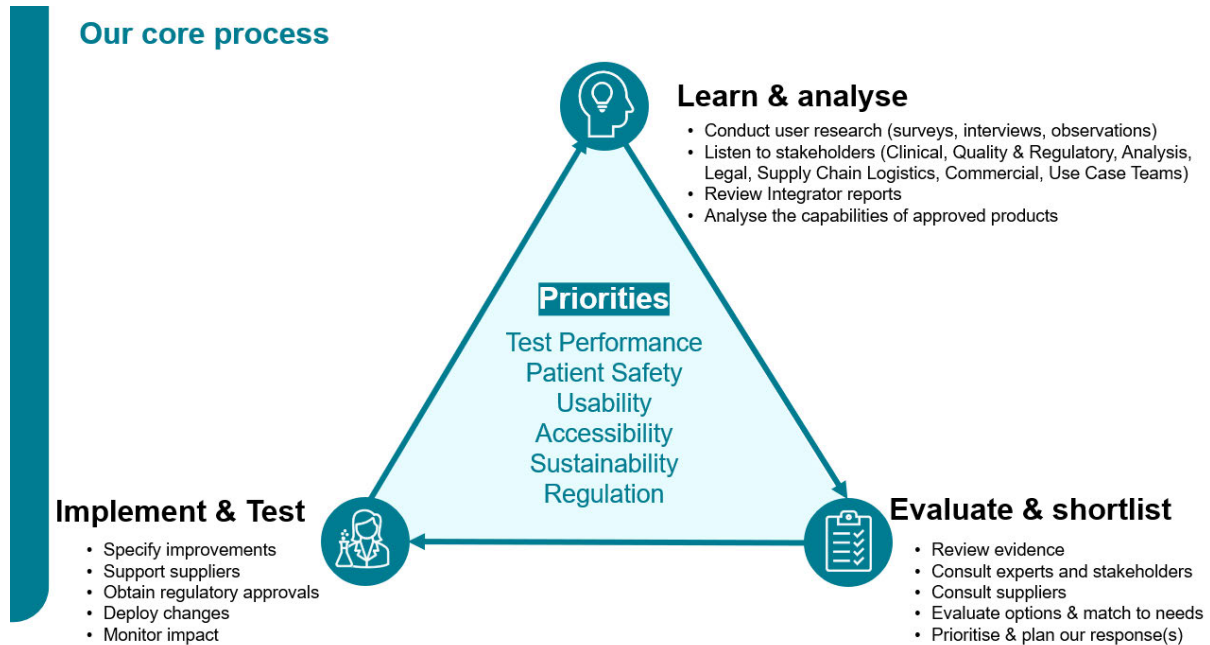 Our core process
Learn & analyse
• Conduct user research (surveys, interviews, observations)
• Listen to stakeholders (Clinical, Quality & Regulatory, Analysis,
Legal, Supply Chain Logistics, Commercial, Use Case Teams)
• Review Integrator reports
• Analyse the capabilities of approved products
Priorities
Test Performance
Patient Safety
Usability
Accessibility
Sustainability
Regulation
Implement & Test
• Specify improvements
• Support suppliers
• Obtain regulatory approvals
• Deploy changes
• Monitor impact
Evaluate & shortlist
• Review evidence
• Consult experts and stakeholders
• Consult suppliers
• Evaluate options & match to needs
• Prioritise & plan our response(s)